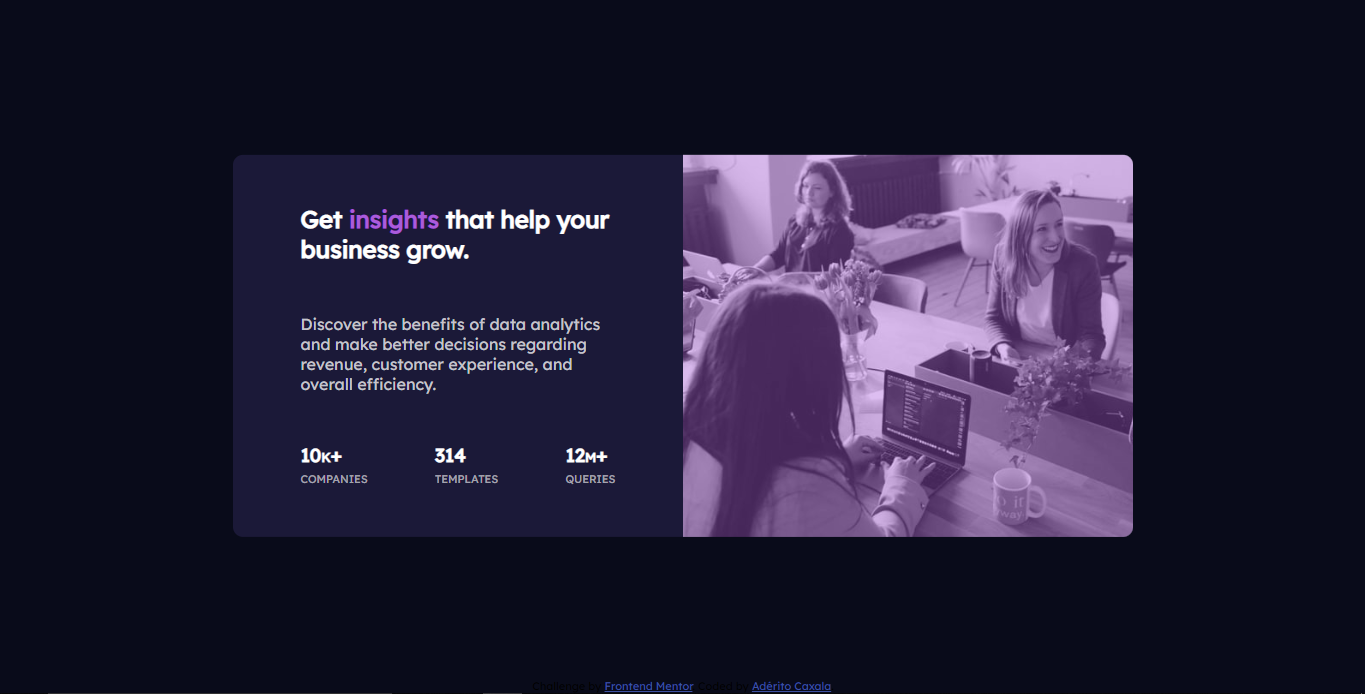 Get insights that help your
business grow.
Discover the benefits of data analytics
and make better decisions regarding
revenue, customer experience, and
overall efficiency.
10K+ 314 12M+
COMPANIES TEMPLATES QUERIES
Challenge by Frontend Mentor. Coded by Adérito Caxala